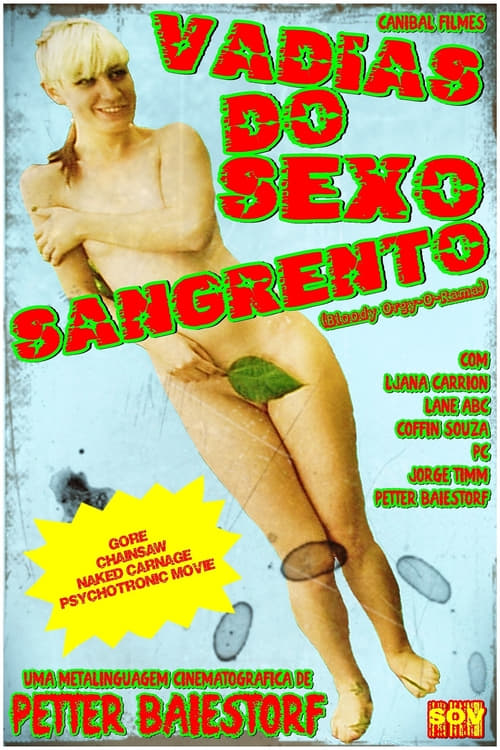 CANIBAL FILMES
VADIAS
DO
SEXO
SANGRENTO
(Bloody Orgy-O-Rama)
COM
LJANA CARRION
LANE ABC
COFFIN SOUZA
PC
JORGE TIMM
PETTER BAIESTORF
GORE
CHAINSAW
NAKED CARNAGE
PSYCHOTRONIC MOVIE
UMA METALINGUAGEM CINEMATOGRAFICA DE
PETTER BAIESTORF
SOV